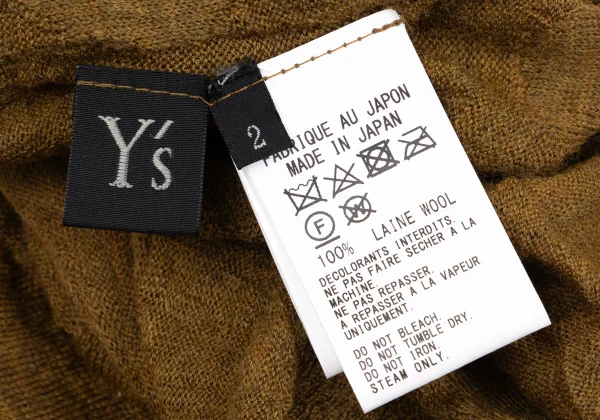 Y's
2
FABRIQUE AU JAPON
MADE IN JAPAN
F
W
100% LAINE WOOL
DECOLORANTS INTERDITS.
NE PAS FAIRE SECHER A LA
MACHINE.
NE PAS REPASSER.
A REPASSER A LA VAPEUR
UNIQUEMENT.
DO NOT BLEACH.
DO NOT TUMBLE DRY.
DO NOT IRON.
STEAM ONLY.